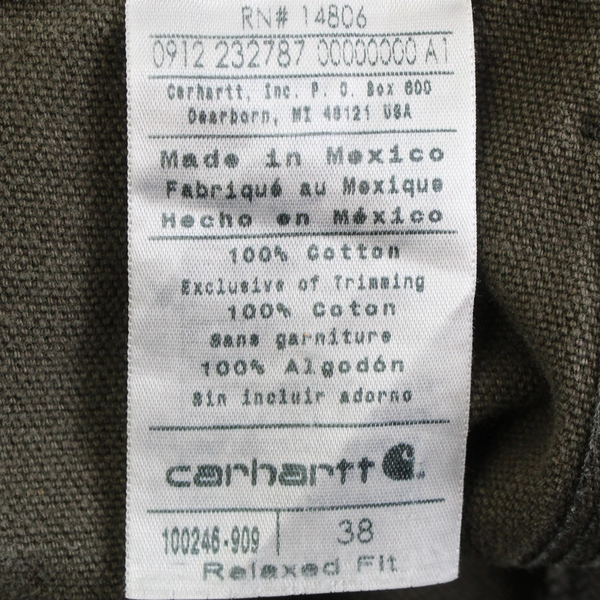 RN# 14806
0912 232787 00000000 A1
Carhartt, Inc. P. O. Box 600
Dearborn, MI 48121 USA
Made in Mexico
Fabriqué au Mexique
Hecho en México
100% Cotton
Exclusive of Trimming
100% Coton
Sans garniture
100% Algodón
Sin incluir adorno
carhartt
100246-909 38
Relaxed Fit